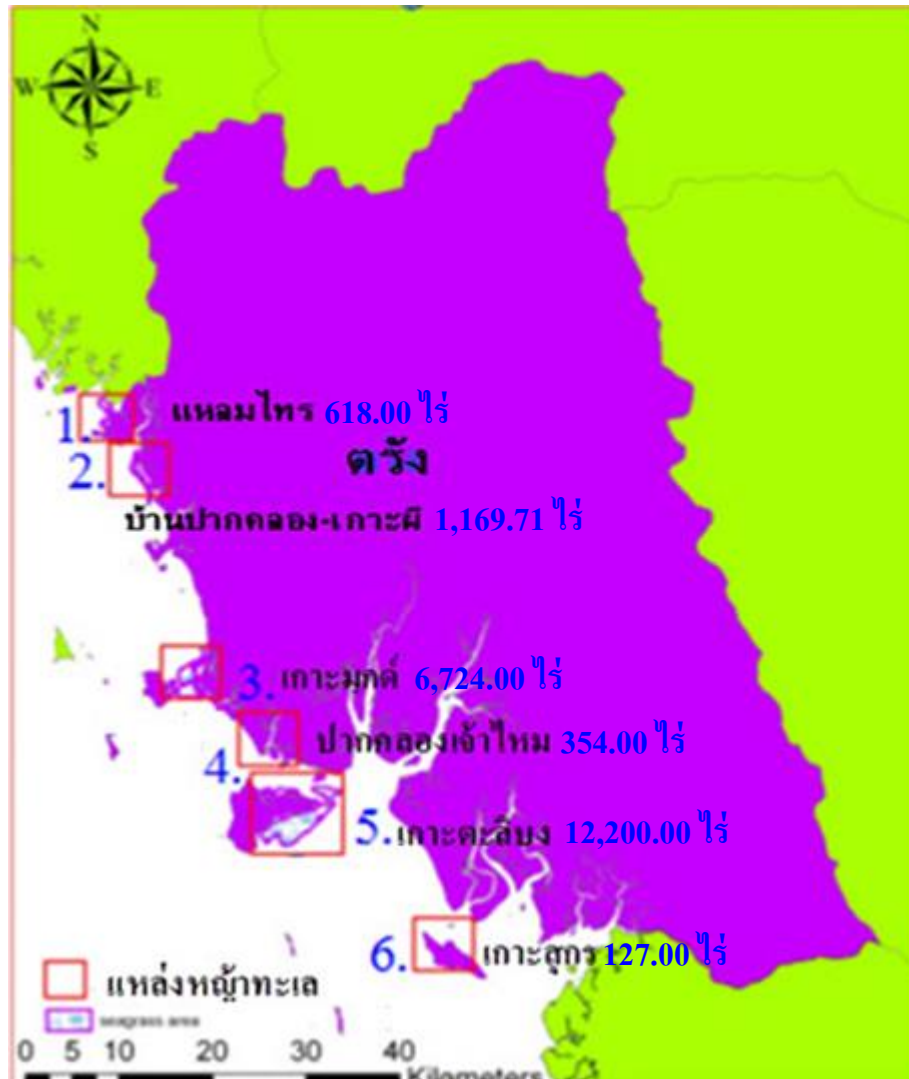 N
W E
S
1. แหลมไทร 618.00 ไร่
ตรัง
2.
บ้านปากคลอง-เกาะผี 1,169.71 ไร่
3. เกาะมุกด์ 6,724.00 ไร่
ปากคลองเจ้าไหม 354.00 ไร่
4.
5. เกาะตะลิบง 12,200.00 ไร่
6. เกาะสุกร 127.00 ไร่
แหล่งหญ้าทะเล
seagrass area
0 5 10 20 30 40
Kilometers